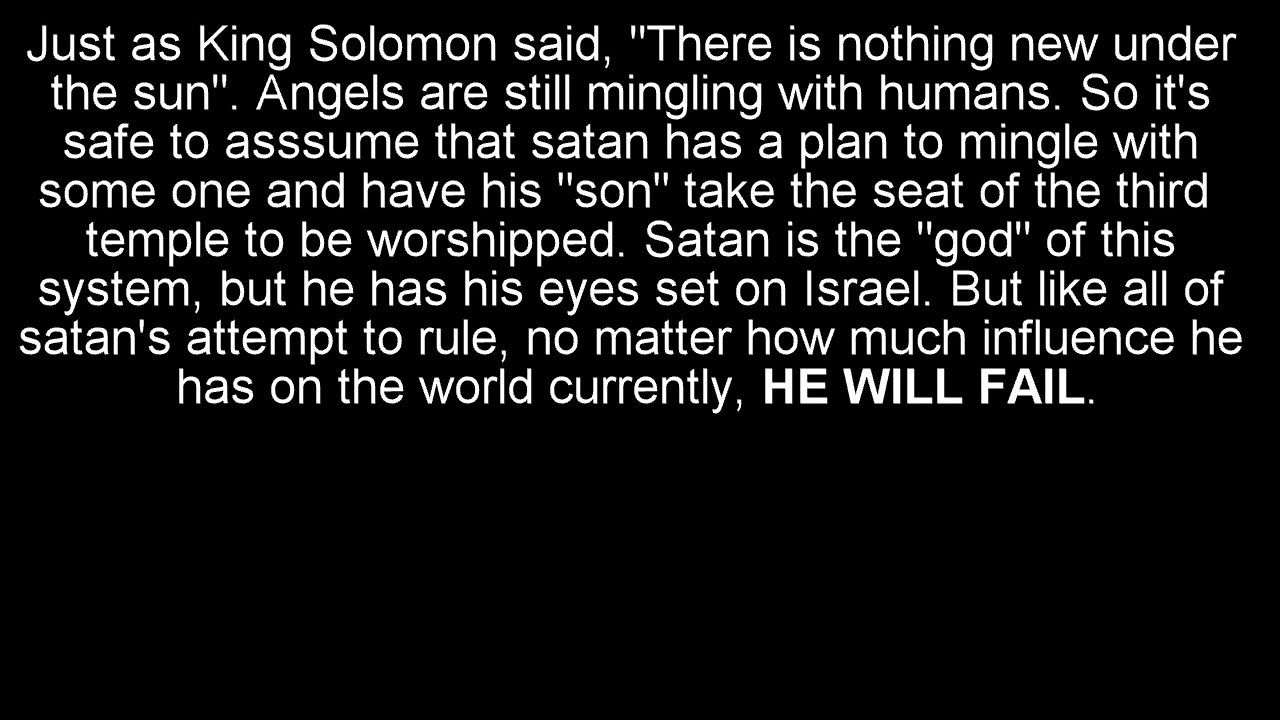 Just as King Solomon said, "There is nothing new under
the sun". Angels are still mingling with humans. So it's
safe to asssume that satan has a plan to mingle with
some one and have his "son" take the seat of the third
temple to be worshipped. Satan is the "god" of this
system, but he has his eyes set on Israel. But like all of
satan's attempt to rule, no matter how much influence he
has on the world currently, HE WILL FAIL.